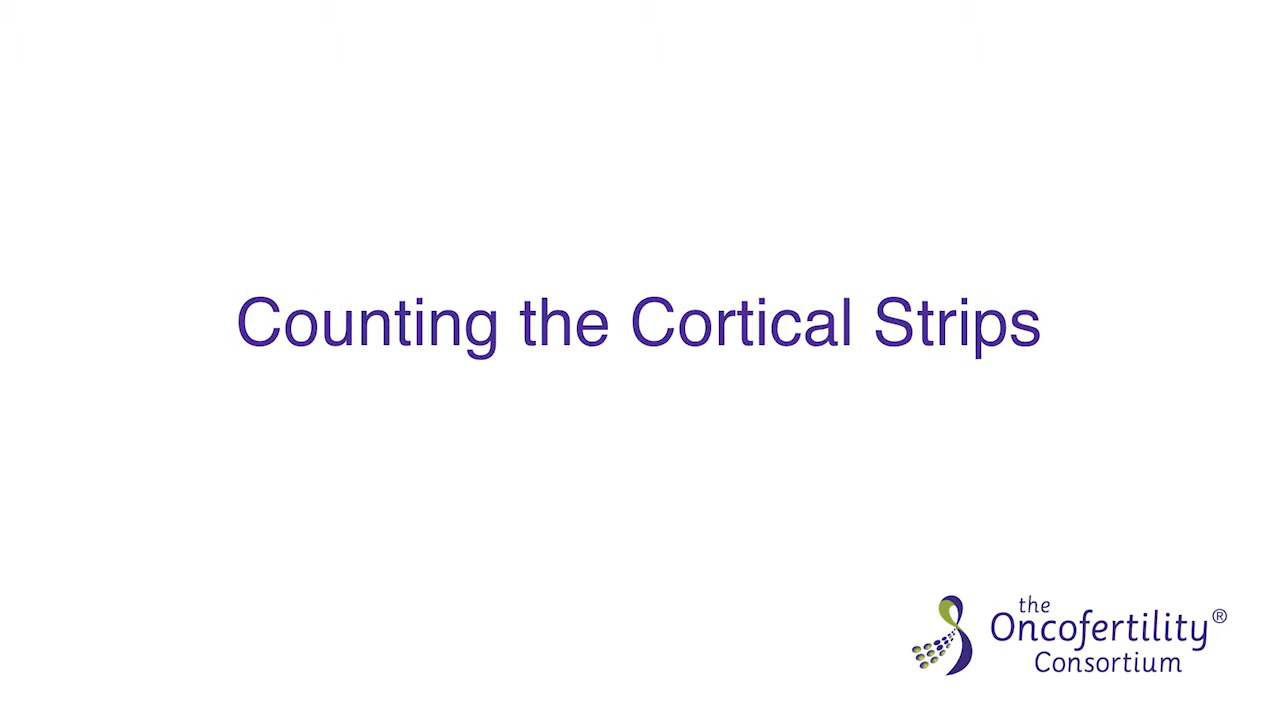 Counting the Cortical Strips
the
Oncofertility®
Consortium